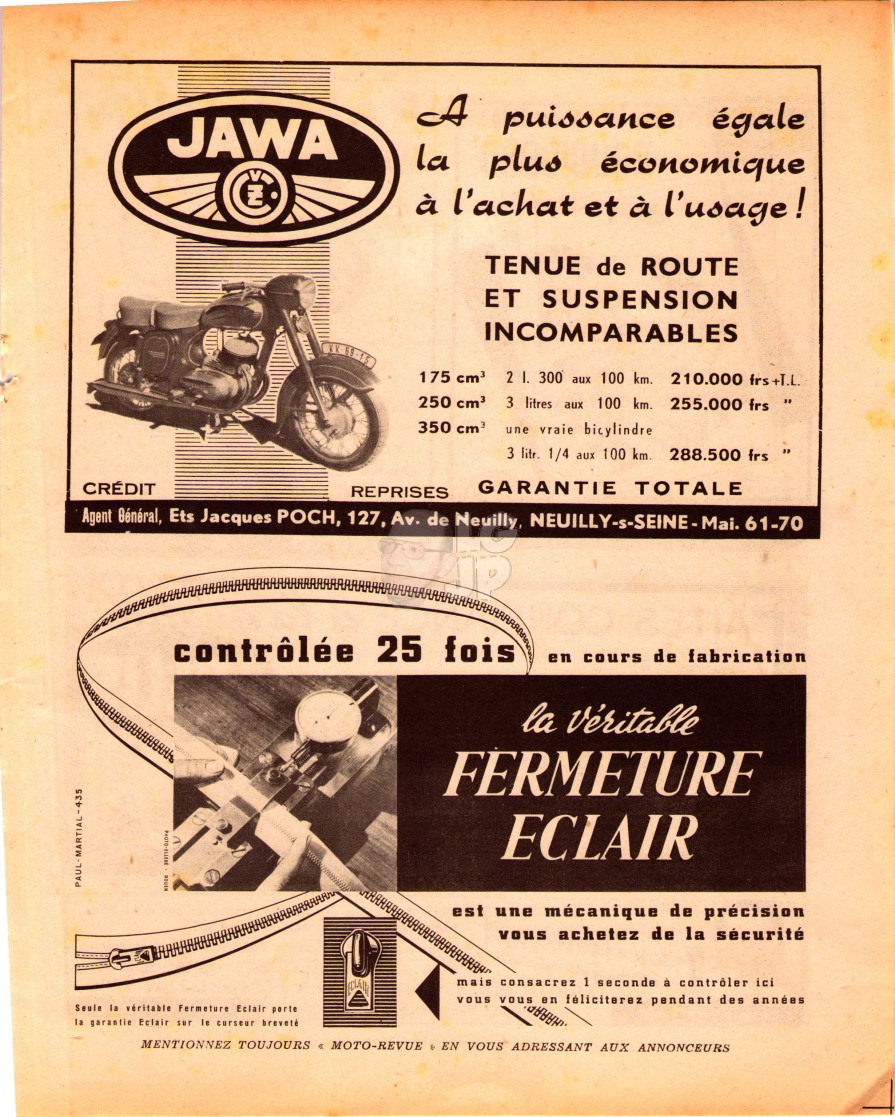 JAWA
CZ
A puissance égale
la plus économique
à l'achat et à l'usage !
TENUE de ROUTE
ET SUSPENSION
INCOMPARABLES
175 cm³ 2 l. 300 aux 100 km. 210.000 frs +T.L.
250 cm³ 3 litres aux 100 km. 255.000 frs "
350 cm³ une vraie bicylindre
3 litr. 1/4 aux 100 km. 288.500 frs "
CRÉDIT REPRISES GARANTIE TOTALE
Agent Général, Ets Jacques POCH, 127, Av. de Neuilly, NEUILLY-s-SEINE - Mai. 61-70
contrôlée 25 fois en cours de fabrication
la véritable
FERMETURE
ECLAIR
PAUL-MARTIAL-435
est une mécanique de précision
vous achetez de la sécurité
ECLAIR
mais consacrez 1 seconde à contrôler ici
vous vous en féliciterez pendant des années
Seule la véritable Fermeture Eclair porte
la garantie Eclair sur le curseur breveté
MENTIONNEZ TOUJOURS « MOTO-REVUE » EN VOUS ADRESSANT AUX ANNONCEURS